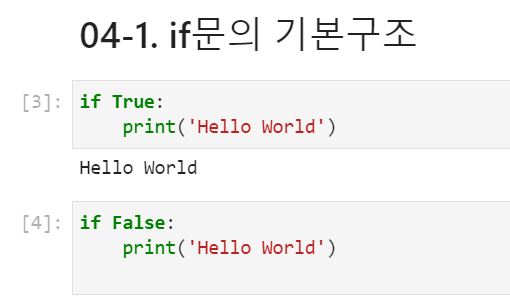 04-1. if문의 기본구조
[3]: if True:
    print('Hello World')
Hello World
[4]: if False:
    print('Hello World')